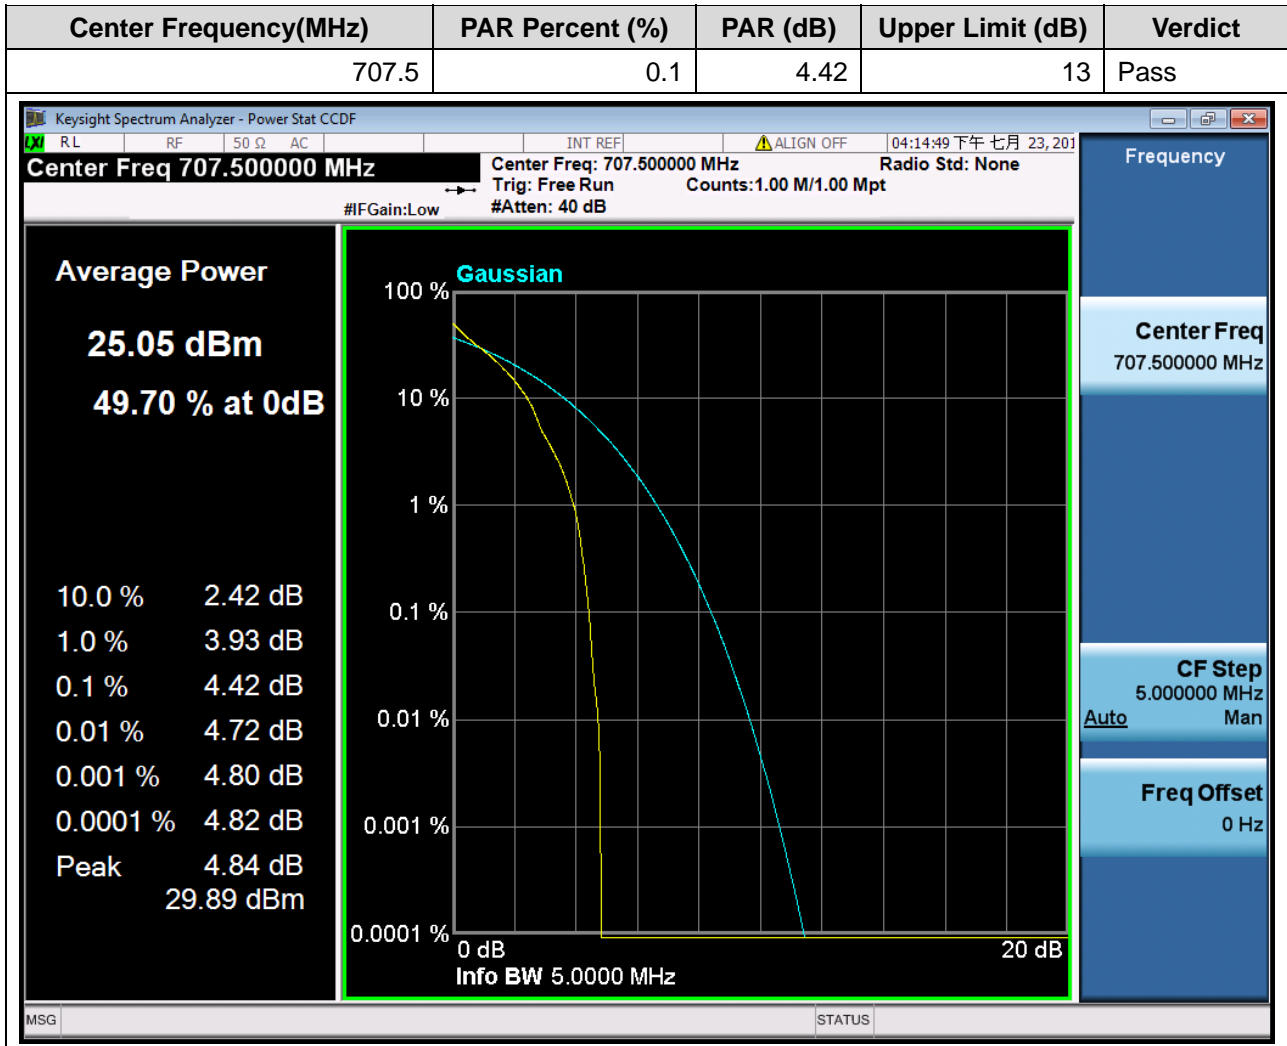 Center Frequency(MHz) PAR Percent (%) PAR (dB) Upper Limit (dB) Verdict
707.5 0.1 4.42 13 Pass
Keysight Spectrum Analyzer - Power Stat CCDF
LXI RL RF 50 Ω AC INT REF ALIGN OFF 04:14:49 下午 七月 23, 201
Center Freq 707.500000 MHz
Center Freq: 707.500000 MHz Radio Std: None
Trig: Free Run Counts:1.00 M/1.00 Mpt
#IFGain:Low #Atten: 40 dB
Average Power
25.05 dBm
49.70 % at 0dB
10.0 % 2.42 dB
1.0 % 3.93 dB
0.1 % 4.42 dB
0.01 % 4.72 dB
0.001 % 4.80 dB
0.0001 % 4.82 dB
Peak 4.84 dB
29.89 dBm
Gaussian
100 %
10 %
1 %
0.1 %
0.01 %
0.001 %
0.0001 %
0 dB 20 dB
Info BW 5.0000 MHz
Frequency
Center Freq
707.500000 MHz
CF Step
5.000000 MHz
Auto Man
Freq Offset
0 Hz
MSG STATUS